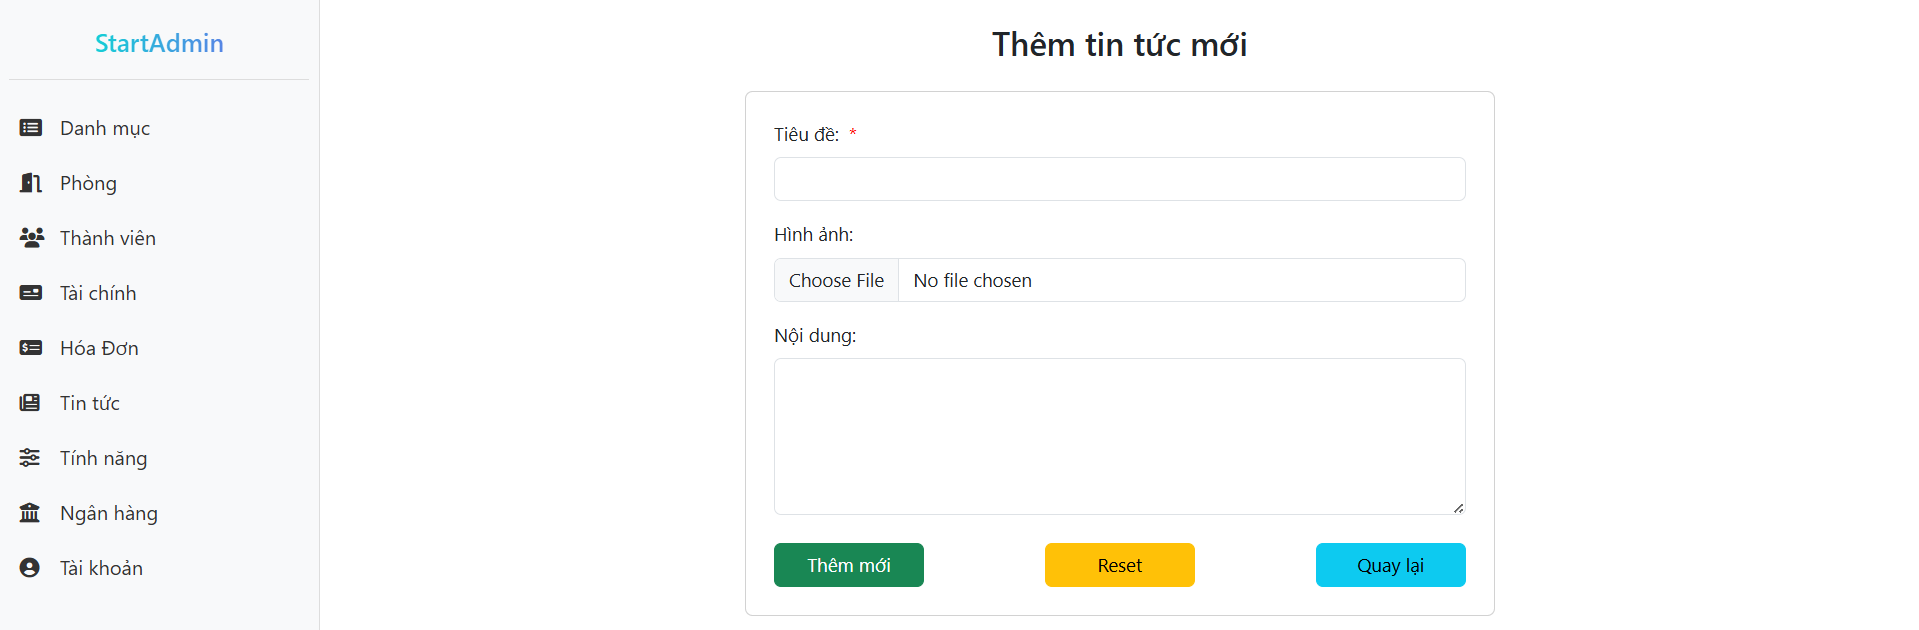 StartAdmin
Danh mục
Phòng
Thành viên
Tài chính
Hóa Đơn
Tin tức
Tính năng
Ngân hàng
Tài khoản
Thêm tin tức mới
Tiêu đề: *
Hình ảnh:
Choose File No file chosen
Nội dung:
Thêm mới Reset Quay lại